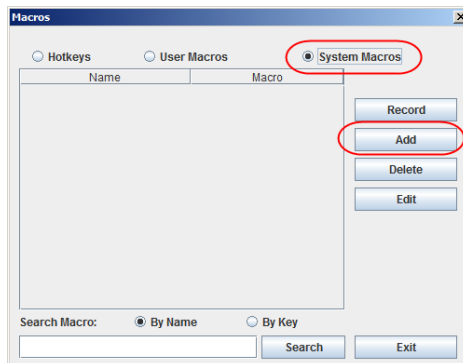 Macros
Hotkeys User Macros System Macros
Name Macro
Record
Add
Delete
Edit
Search Macro: By Name By Key
Search Exit